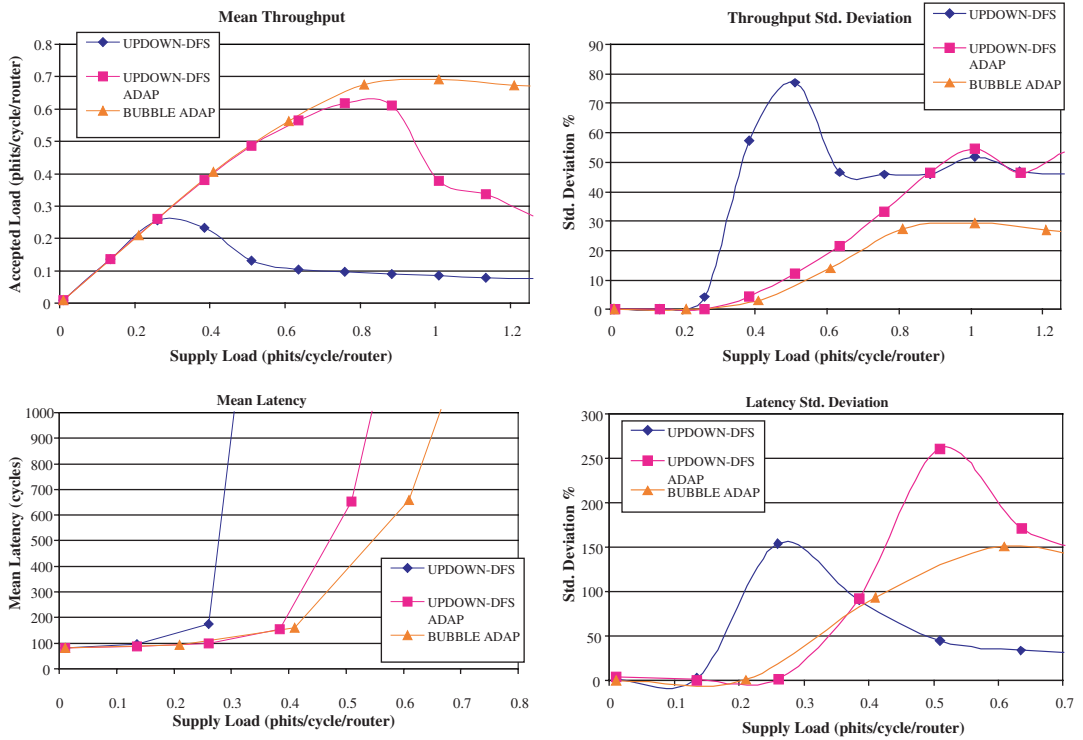 Mean Throughput
UPDOWN-DFS
UPDOWN-DFS
ADAP
BUBBLE ADAP
Accepted Load (phits/cycle/router)
0.8
0.7
0.6
0.5
0.4
0.3
0.2
0.1
0
0 0.2 0.4 0.6 0.8 1 1.2
Supply Load (phits/cycle/router)
Throughput Std. Deviation
UPDOWN-DFS
UPDOWN-DFS
ADAP
BUBBLE ADAP
Std. Deviation %
90
80
70
60
50
40
30
20
10
0
0 0.2 0.4 0.6 0.8 1 1.2
Supply Load (phits/cycle/router)
Mean Latency
Mean Latency (cycles)
1000
900
800
700
600
500
400
300
200
100
0
UPDOWN-DFS
UPDOWN-DFS
ADAP
BUBBLE ADAP
0 0.1 0.2 0.3 0.4 0.5 0.6 0.7 0.8
Supply Load (phits/cycle/router)
Latency Std. Deviation
UPDOWN-DFS
UPDOWN-DFS
ADAP
BUBBLE ADAP
Std. Deviation %
300
250
200
150
100
50
0
0 0.1 0.2 0.3 0.4 0.5 0.6 0.7
Supply Load (phits/cycle/router)